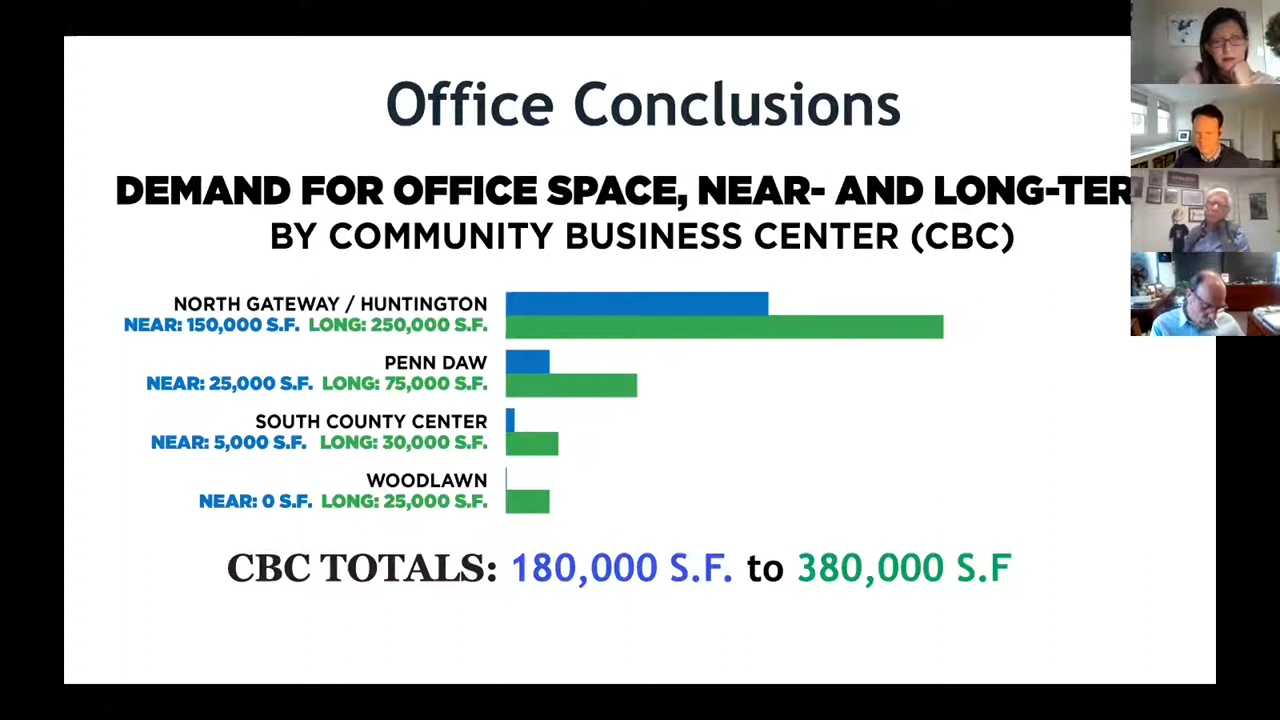 Office Conclusions
DEMAND FOR OFFICE SPACE, NEAR- AND LONG-TER
BY COMMUNITY BUSINESS CENTER (CBC)
NORTH GATEWAY / HUNTINGTON
NEAR: 150,000 S.F. LONG: 250,000 S.F.
PENN DAW
NEAR: 25,000 S.F. LONG: 75,000 S.F.
SOUTH COUNTY CENTER
NEAR: 5,000 S.F. LONG: 30,000 S.F.
WOODLAWN
NEAR: 0 S.F. LONG: 25,000 S.F.
CBC TOTALS: 180,000 S.F. to 380,000 S.F